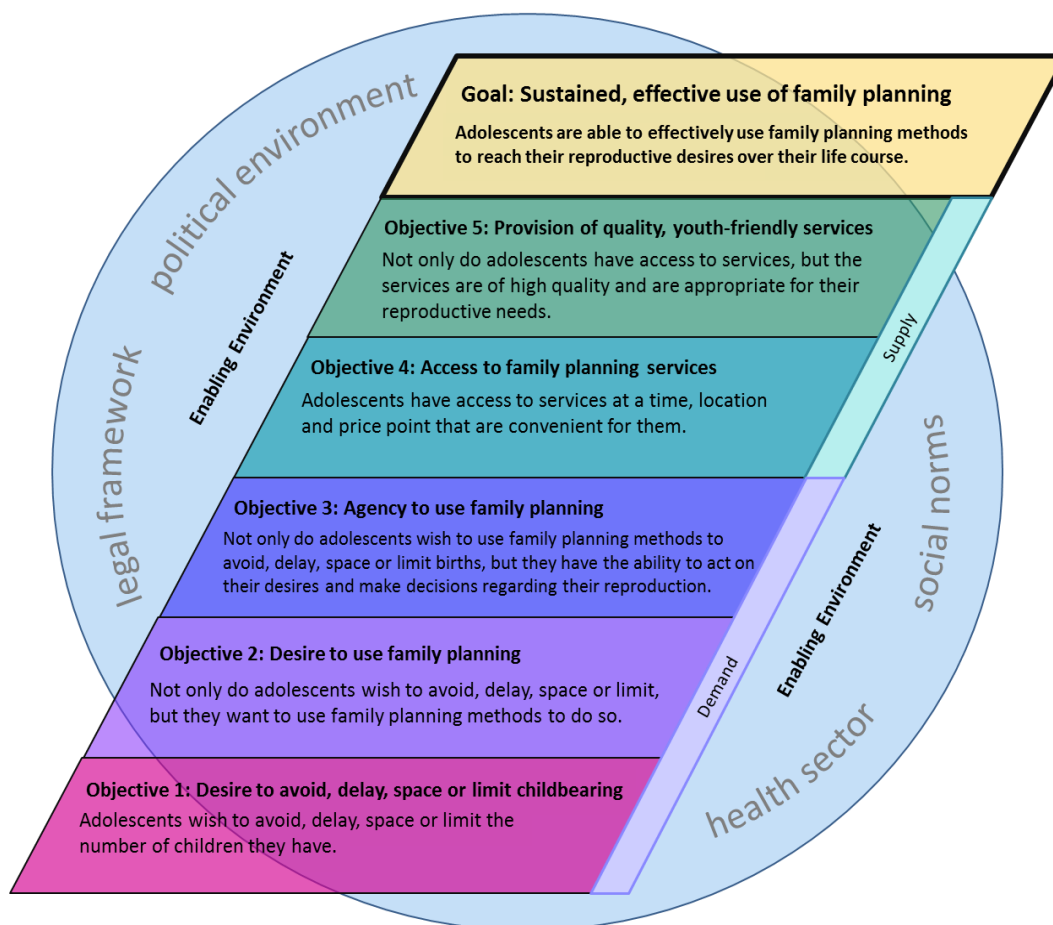 political environment
legal framework
Enabling Environment
Goal: Sustained, effective use of family planning
Adolescents are able to effectively use family planning methods
to reach their reproductive desires over their life course.
Objective 5: Provision of quality, youth-friendly services
Not only do adolescents have access to services, but the
services are of high quality and are appropriate for their
reproductive needs.
Supply
Objective 4: Access to family planning services
Adolescents have access to services at a time, location
and price point that are convenient for them.
Objective 3: Agency to use family planning
Not only do adolescents wish to use family planning methods to
avoid, delay, space or limit births, but they have the ability to act on
their desires and make decisions regarding their reproduction.
Objective 2: Desire to use family planning
Not only do adolescents wish to avoid, delay, space or limit,
but they want to use family planning methods to do so.
Demand
Objective 1: Desire to avoid, delay, space or limit childbearing
Adolescents wish to avoid, delay, space or limit the
number of children they have.
Enabling Environment
social norms
health sector